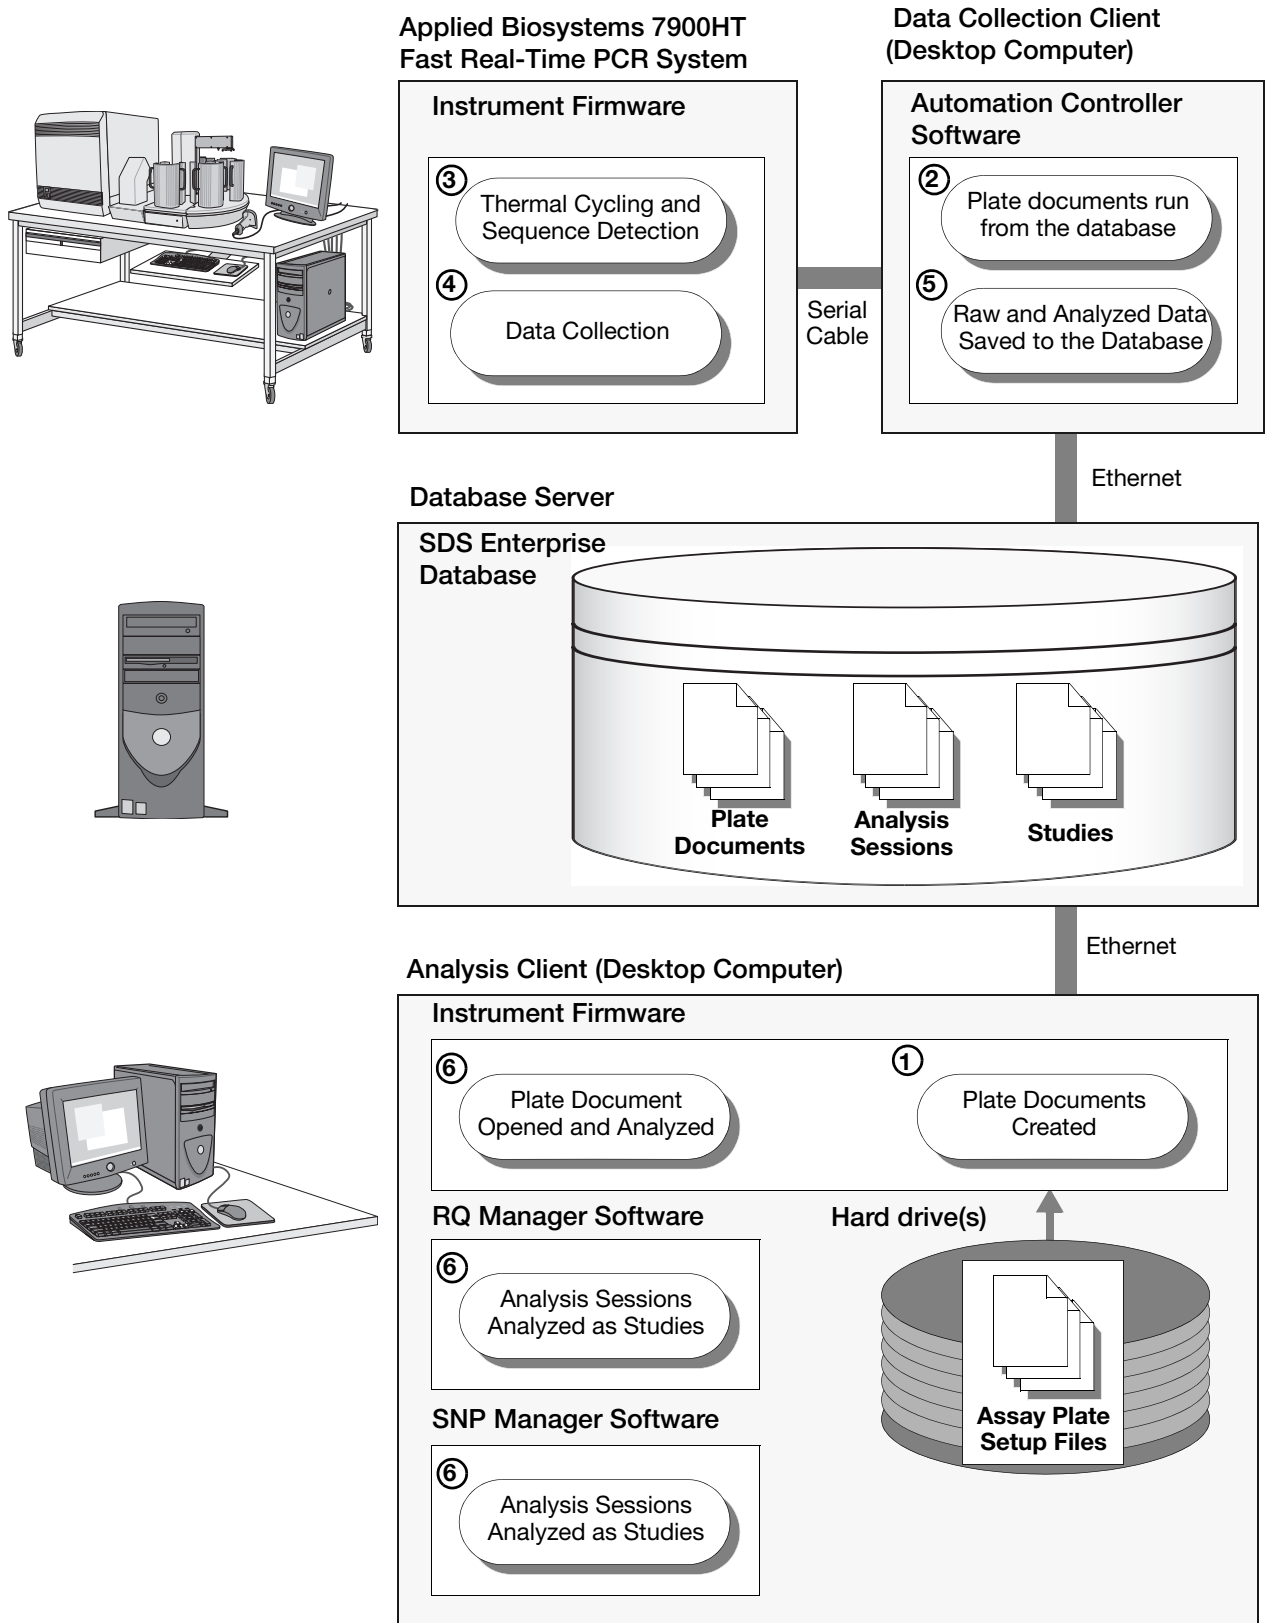 Applied Biosystems 7900HT
Fast Real-Time PCR System
Data Collection Client
(Desktop Computer)
Instrument Firmware
3
Thermal Cycling and
Sequence Detection
4
Data Collection
Serial
Cable
Automation Controller
Software
2
Plate documents run
from the database
5
Raw and Analyzed Data
Saved to the Database
Ethernet
Database Server
SDS Enterprise
Database
Plate
Documents
Analysis
Sessions
Studies
Ethernet
Analysis Client (Desktop Computer)
Instrument Firmware
6
Plate Document
Opened and Analyzed
1
Plate Documents
Created
RQ Manager Software
6
Analysis Sessions
Analyzed as Studies
Hard drive(s)
Assay Plate
Setup Files
SNP Manager Software
6
Analysis Sessions
Analyzed as Studies